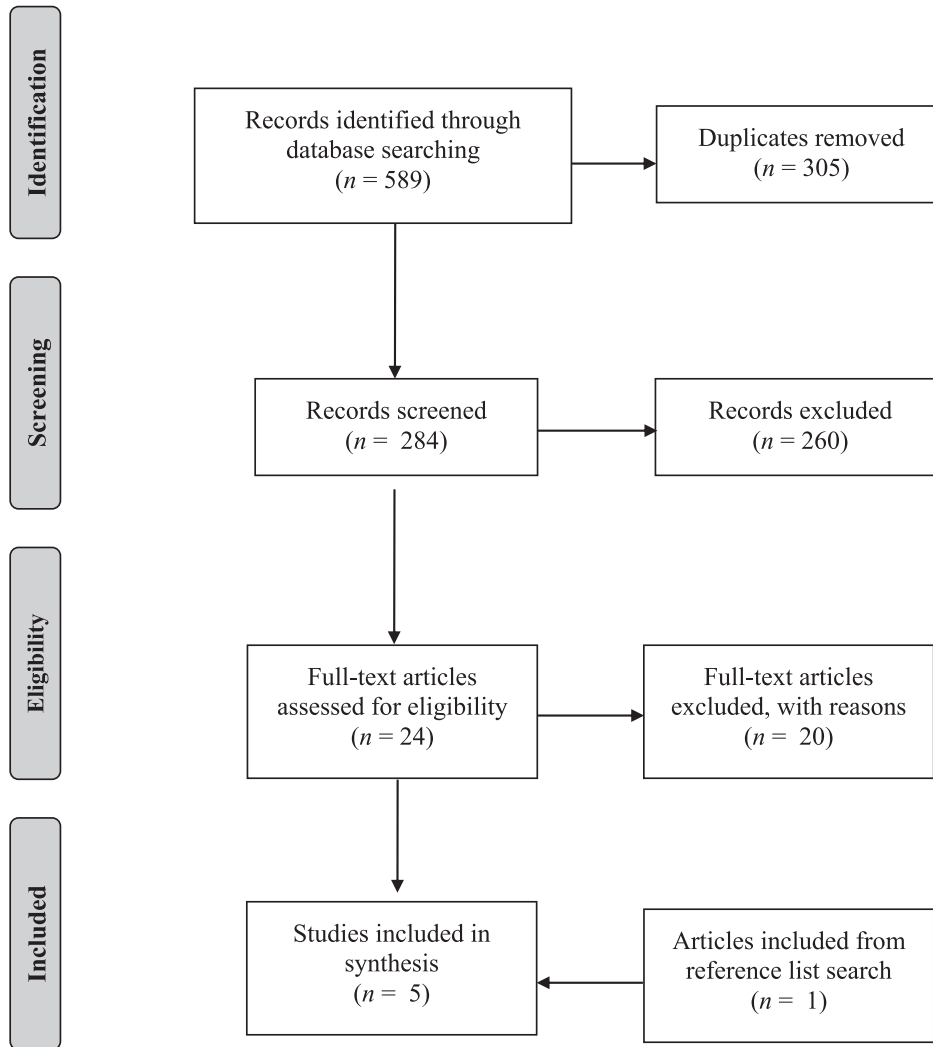 Identification
Records identified through
database searching
(n = 589)
Duplicates removed
(n = 305)
Screening
Records screened
(n = 284)
Records excluded
(n = 260)
Eligibility
Full-text articles
assessed for eligibility
(n = 24)
Full-text articles
excluded, with reasons
(n = 20)
Included
Studies included in
synthesis
(n = 5)
Articles included from
reference list search
(n = 1)